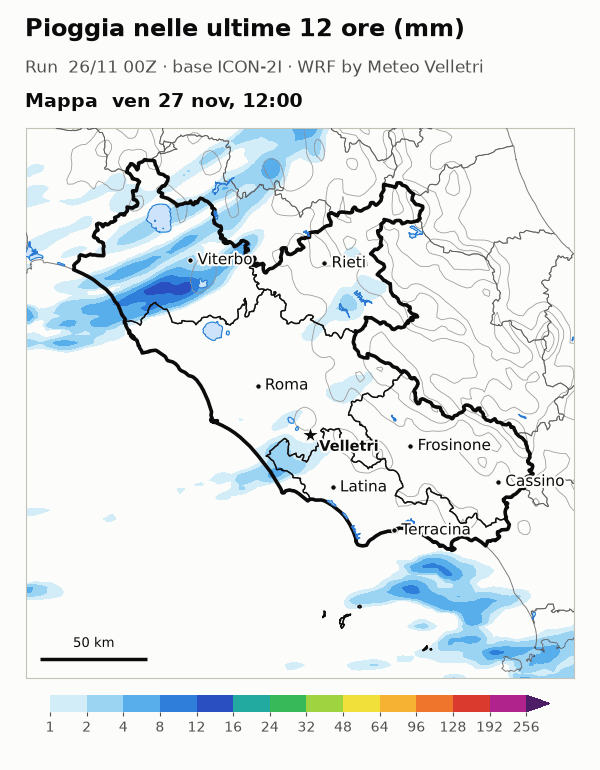 Pioggia nelle ultime 12 ore (mm)
Run  26/11 00Z · base ICON-2I · WRF by Meteo Velletri
Mappa  ven 27 nov, 12:00
Viterbo
Rieti
Roma
Velletri
Frosinone
Latina
Cassino
Terracina
50 km
1 2 4 8 12 16 24 32 48 64 96 128 192 256